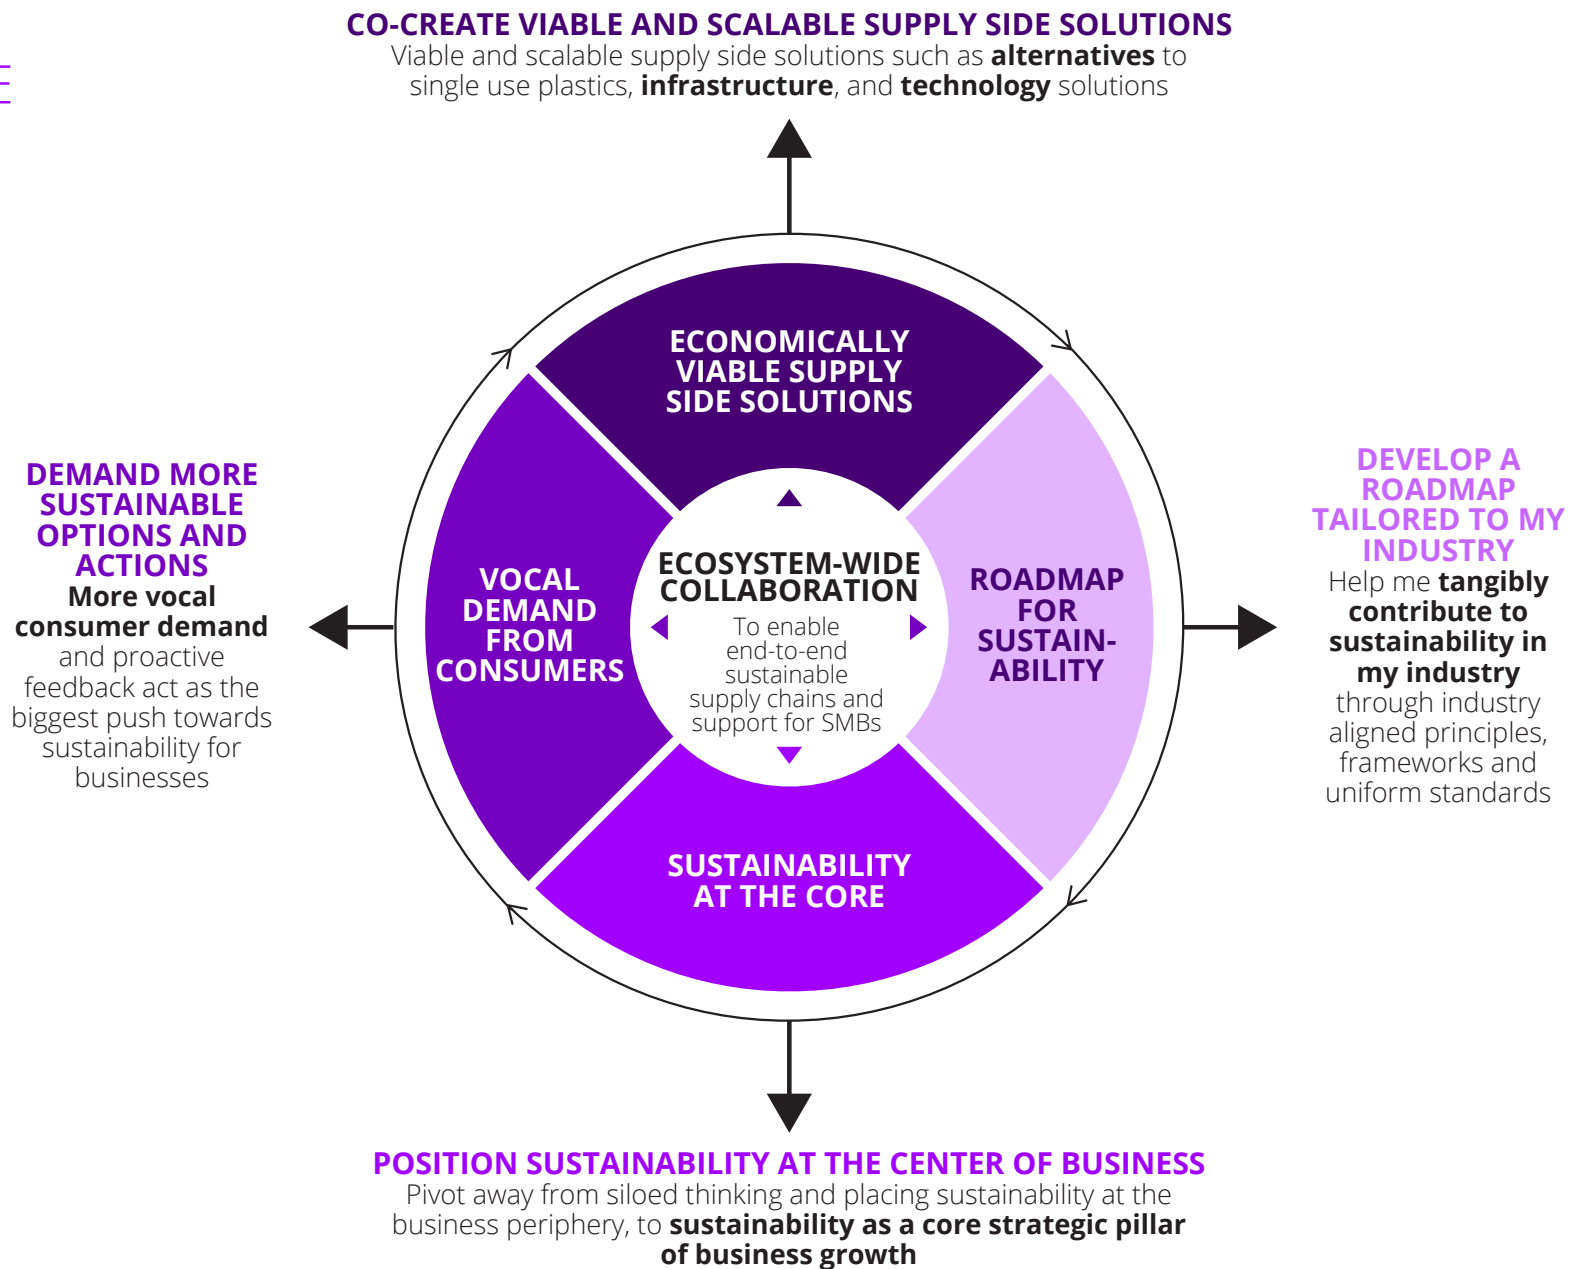 CO-CREATE VIABLE AND SCALABLE SUPPLY SIDE SOLUTIONS
Viable and scalable supply side solutions such as alternatives to
single use plastics, infrastructure, and technology solutions
ECONOMICALLY
VIABLE SUPPLY
SIDE SOLUTIONS
DEMAND MORE
SUSTAINABLE
OPTIONS AND
ACTIONS
More vocal
consumer demand
and proactive
feedback act as the
biggest push towards
sustainability for
businesses
VOCAL
DEMAND
FROM
CONSUMERS
ECOSYSTEM-WIDE
COLLABORATION
To enable
end-to-end
sustainable
supply chains and
support for SMBs
ROADMAP
FOR
SUSTAIN-
ABILITY
DEVELOP A
ROADMAP
TAILORED TO MY
INDUSTRY
Help me tangibly
contribute to
sustainability in
my industry
through industry
aligned principles,
frameworks and
uniform standards
SUSTAINABILITY
AT THE CORE
POSITION SUSTAINABILITY AT THE CENTER OF BUSINESS
Pivot away from siloed thinking and placing sustainability at the
business periphery, to sustainability as a core strategic pillar
of business growth